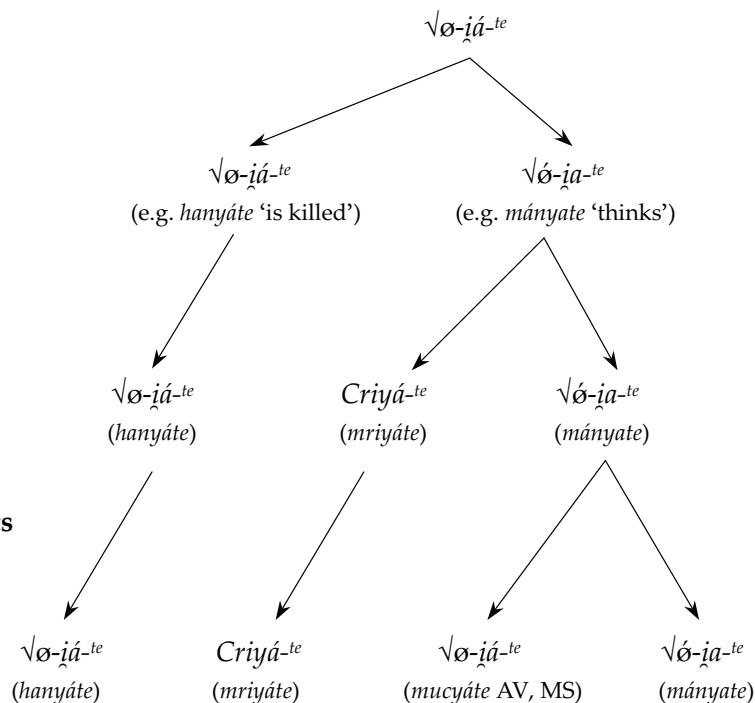 √ø-i̯á-ᵗᵉ
√ø-i̯á-ᵗᵉ √ǿ-i̯a-ᵗᵉ
(e.g. hanyáte ‘is killed’) (e.g. mányate ‘thinks’)
√ø-i̯á-ᵗᵉ Criyá-ᵗᵉ √ǿ-i̯a-ᵗᵉ
(hanyáte) (mriyáte) (mányate)
√ø-i̯á-ᵗᵉ Criyá-ᵗᵉ √ø-i̯á-ᵗᵉ √ǿ-i̯a-ᵗᵉ
(hanyáte) (mriyáte) (mucyáte AV, MS) (mányate)